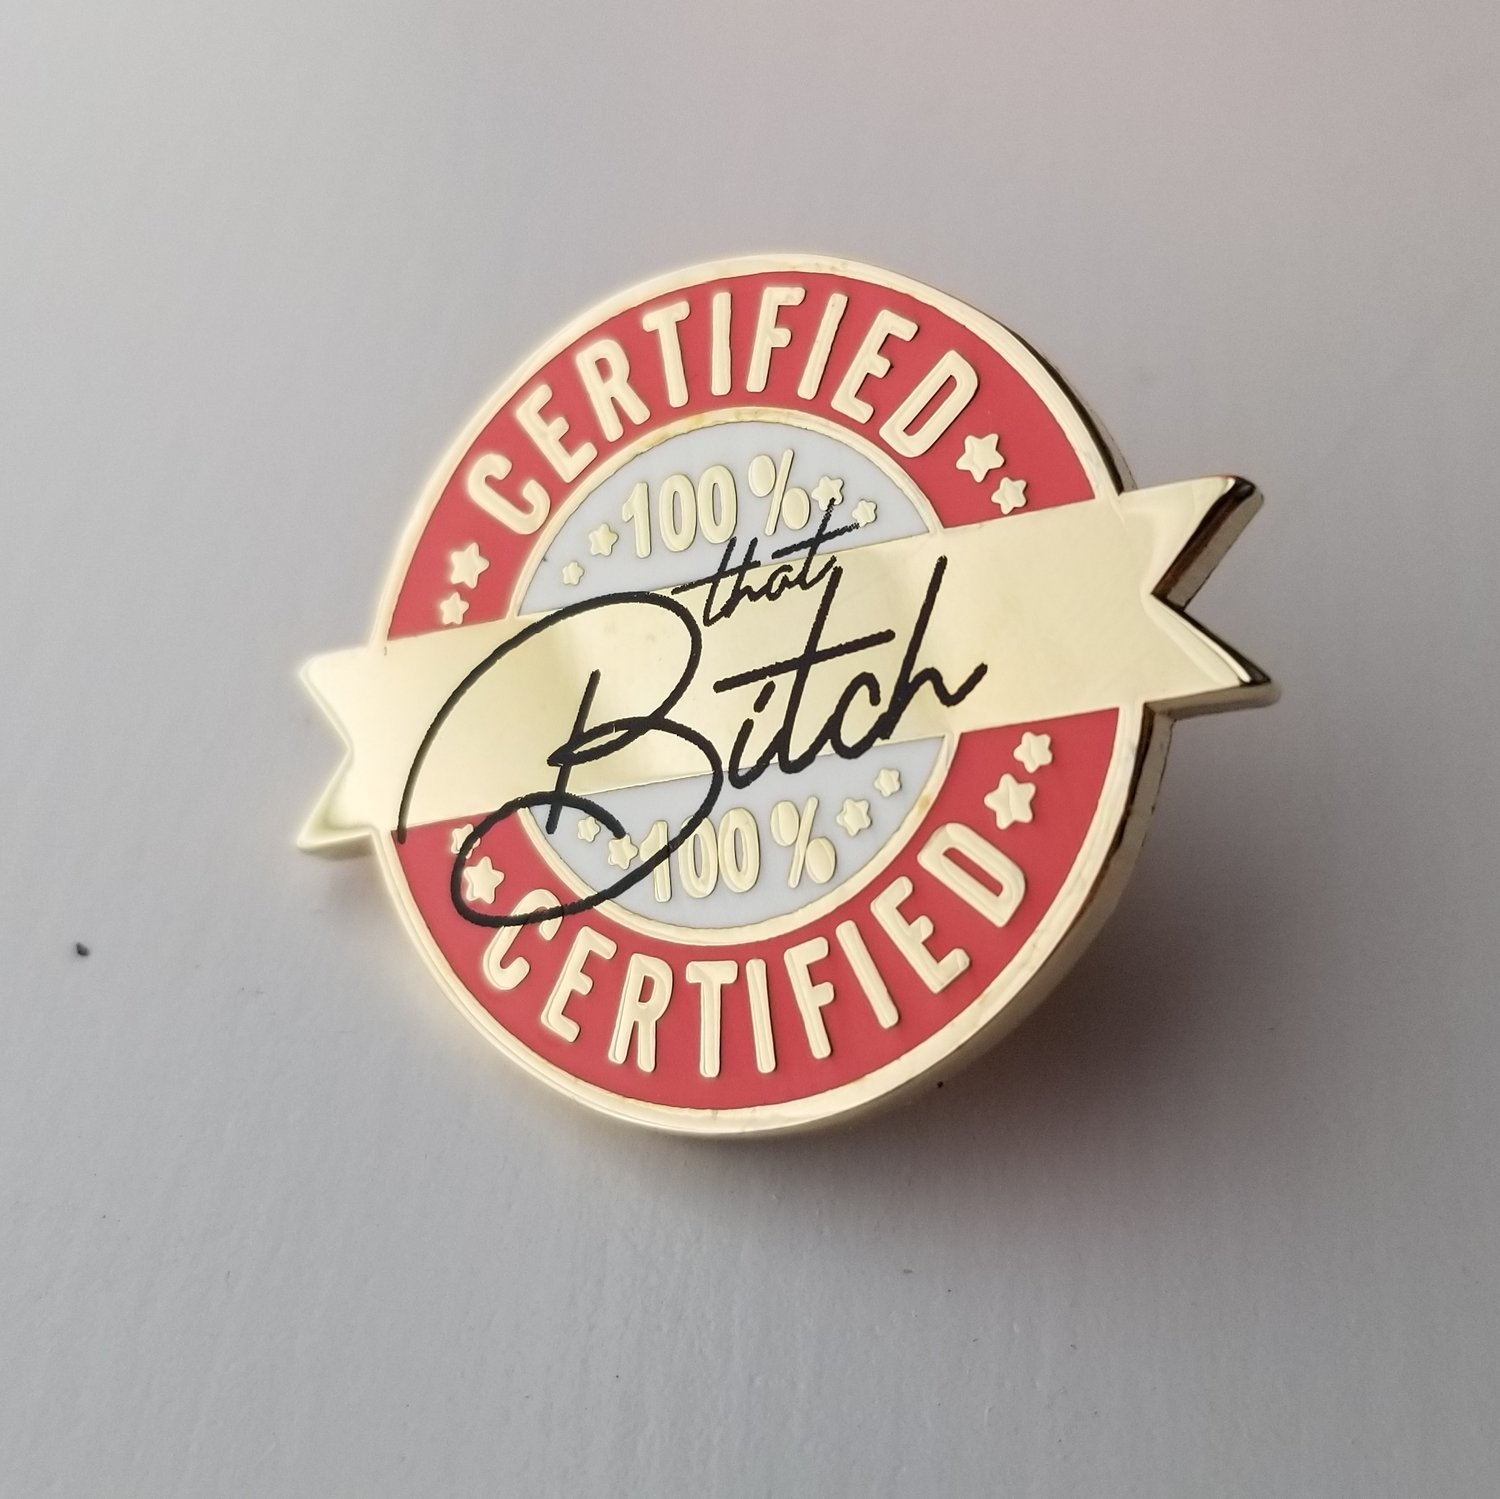 CERTIFIED
100%
that
Bitch
100%
CERTIFIED